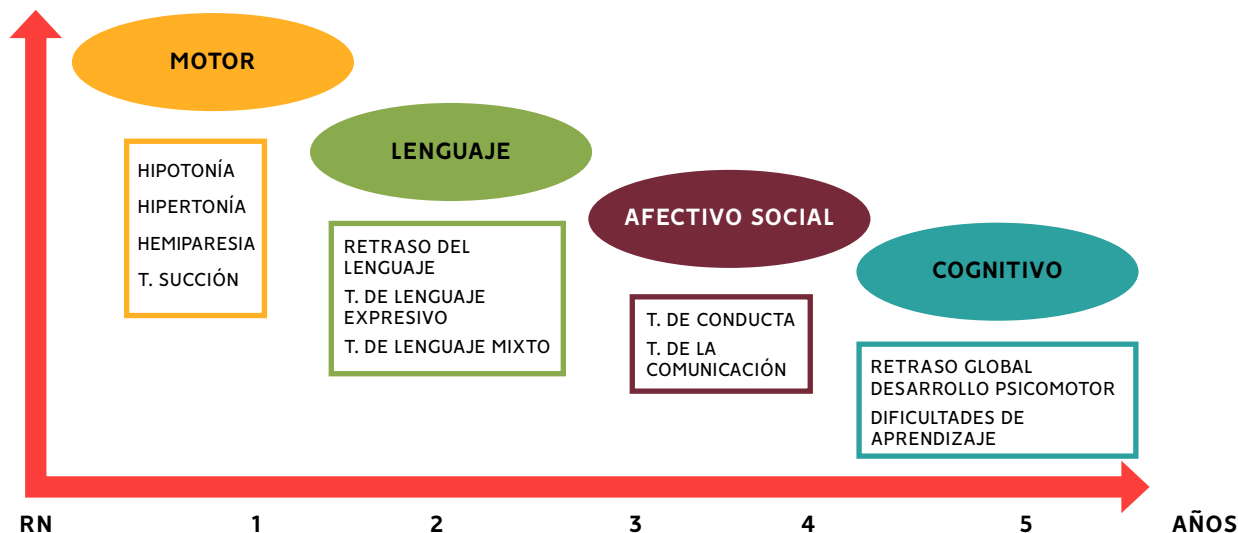 MOTOR
HIPOTONÍA
HIPERTONÍA
HEMIPARESIA
T. SUCCIÓN
LENGUAJE
RETRASO DEL
LENGUAJE
T. DE LENGUAJE
EXPRESIVO
T. DE LENGUAJE MIXTO
AFECTIVO SOCIAL
T. DE CONDUCTA
T. DE LA
COMUNICACIÓN
COGNITIVO
RETRASO GLOBAL
DESARROLLO PSICOMOTOR
DIFICULTADES DE
APRENDIZAJE
RN 1 2 3 4 5 AÑOS